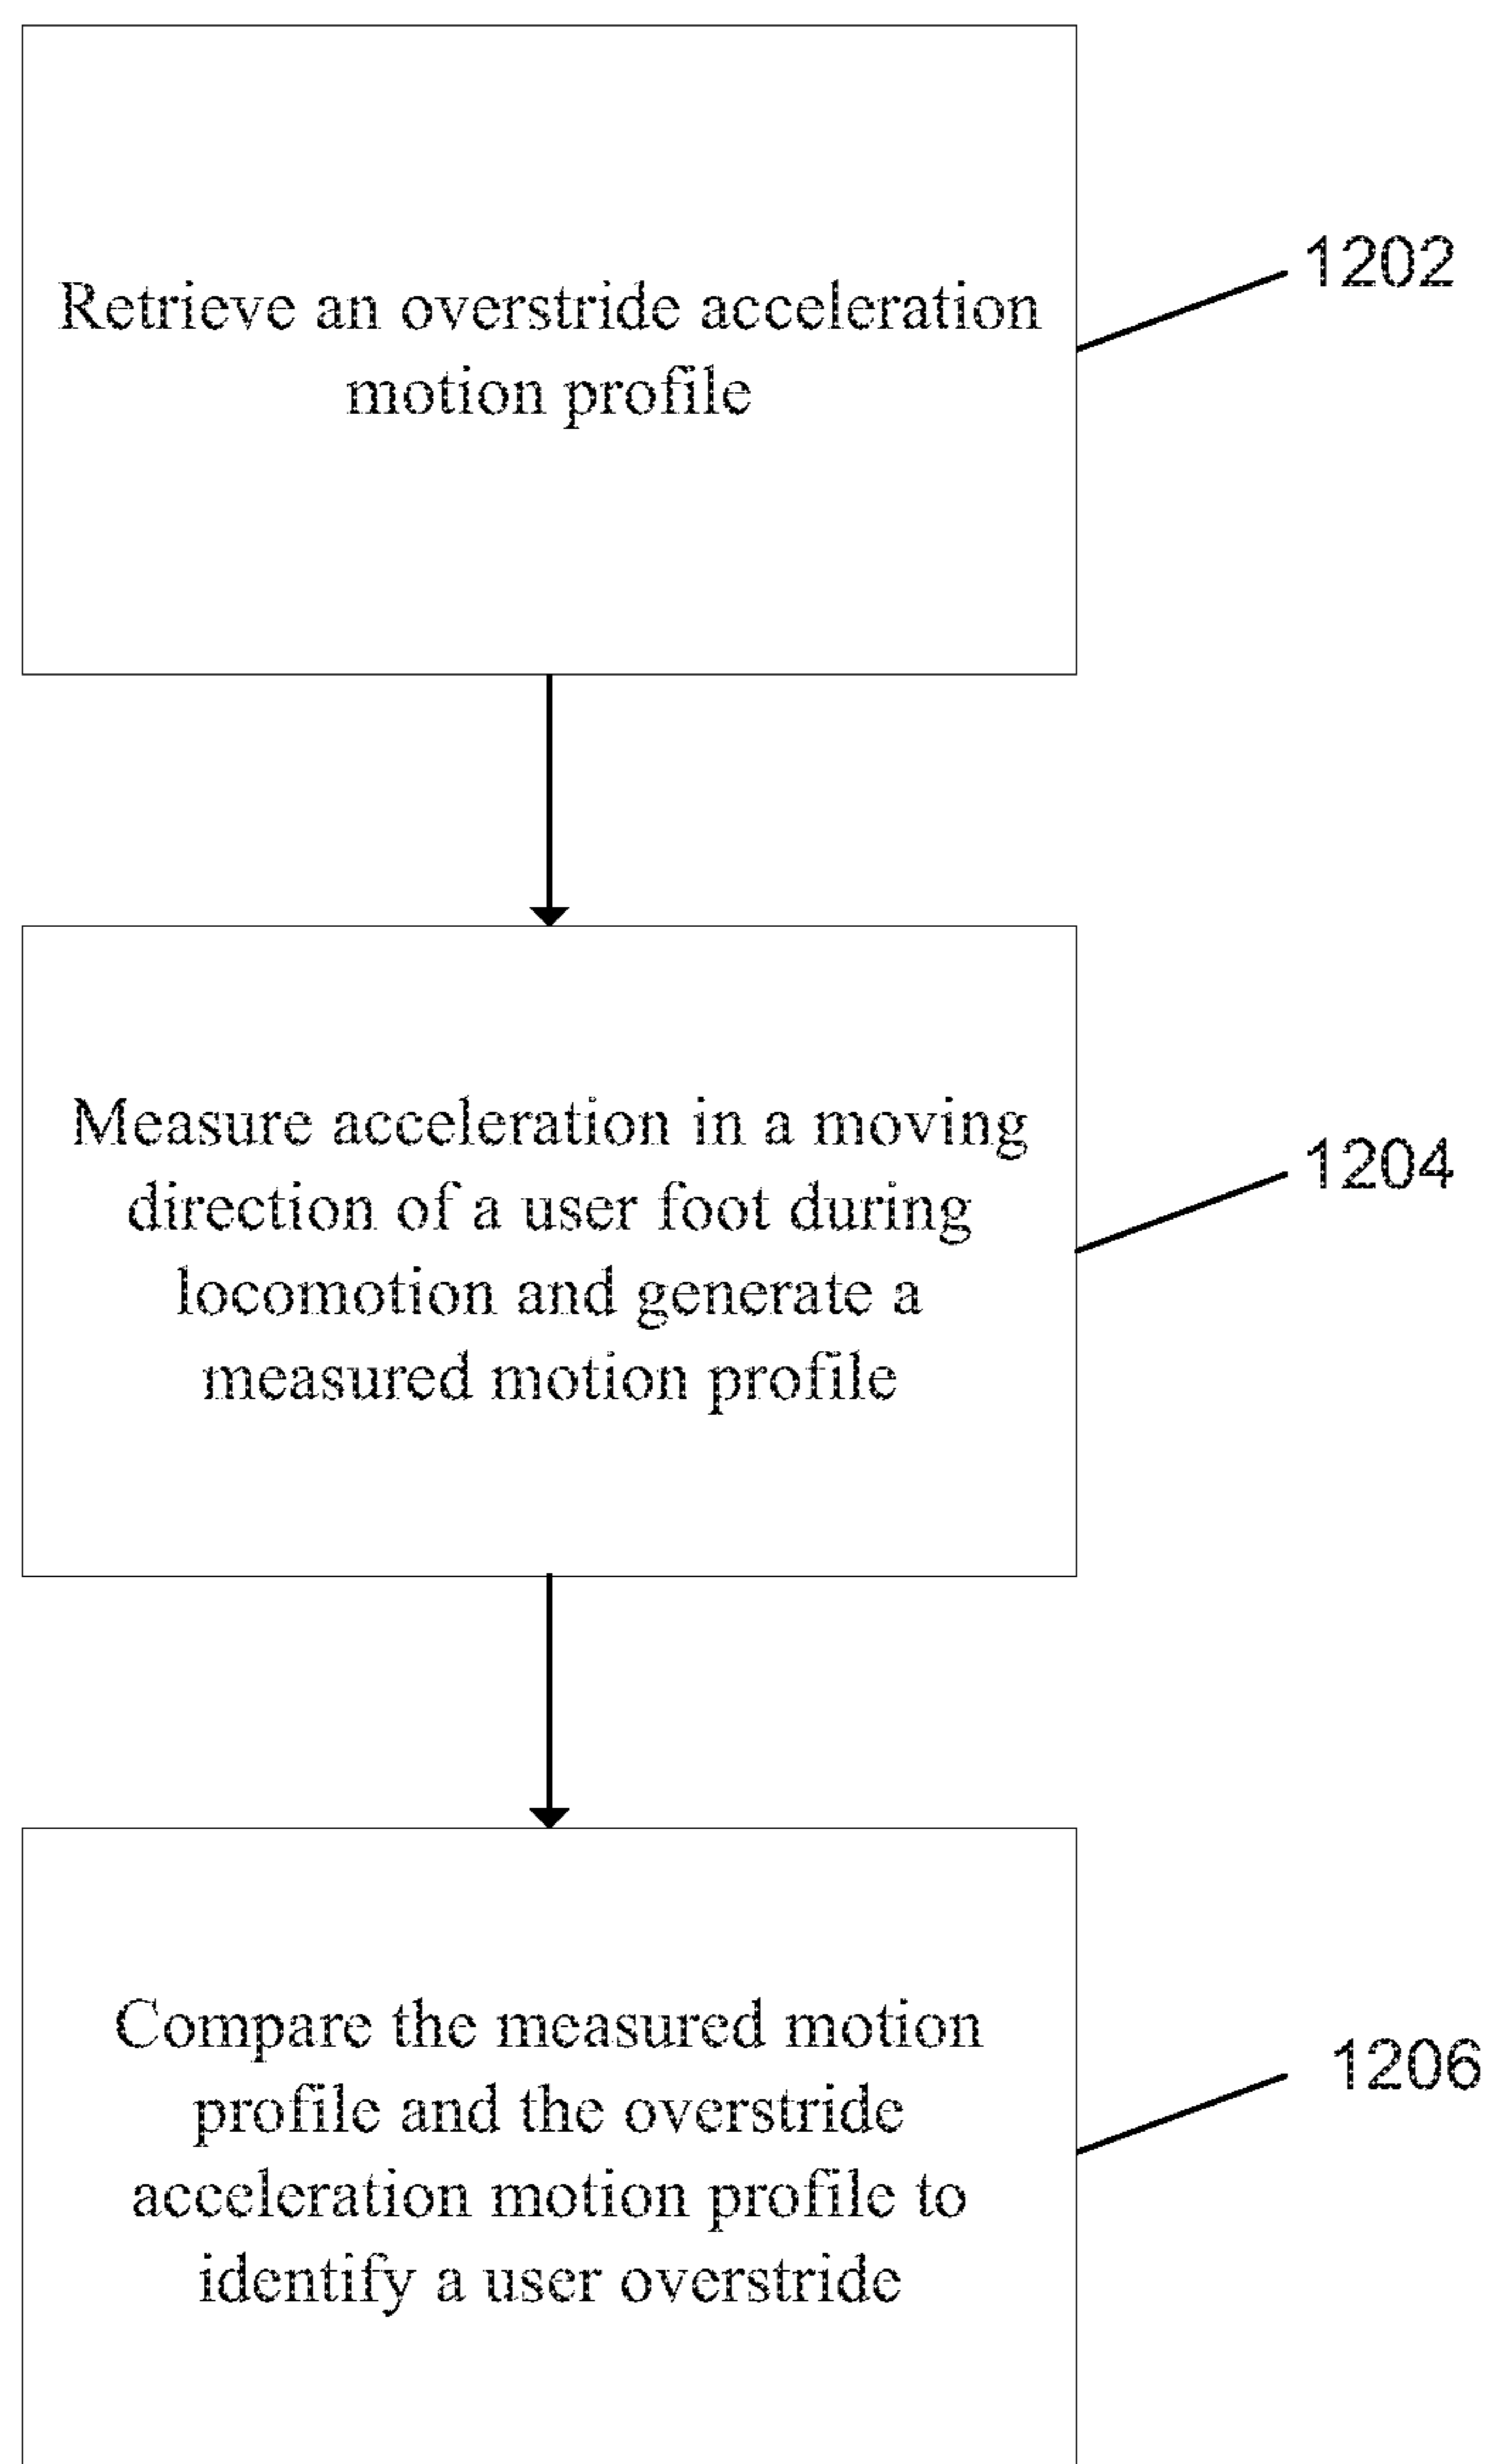 Retrieve an overstride acceleration
motion profile
1202
Measure acceleration in a moving
direction of a user foot during
locomotion and generate a
measured motion profile
1204
Compare the measured motion
profile and the overstride
acceleration motion profile to
identify a user overstride
1206